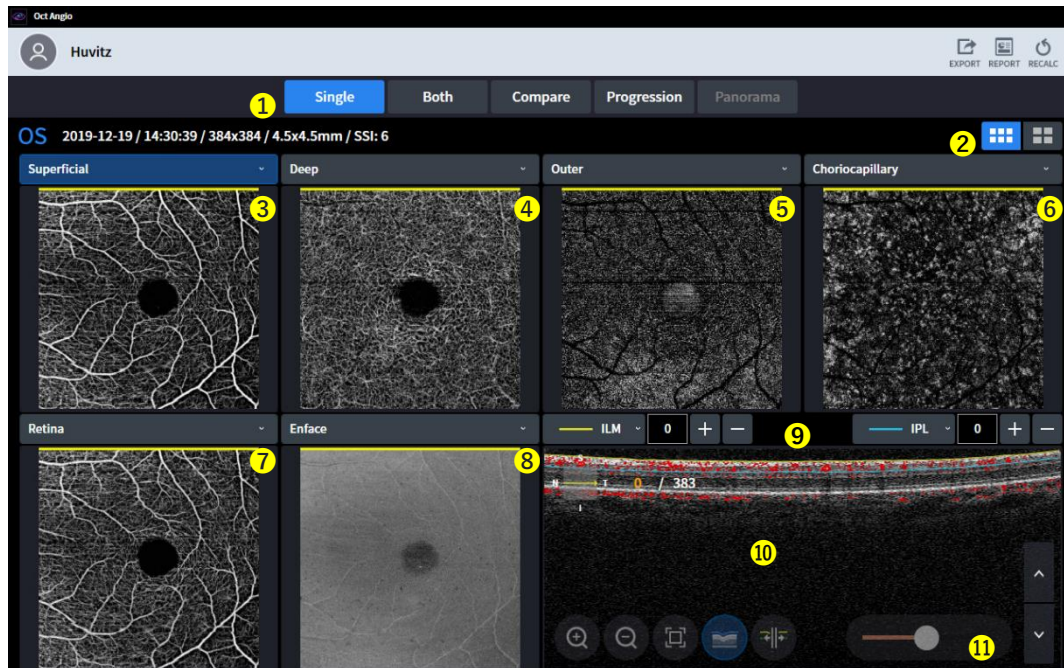 Oct Angio
Huvitz
EXPORT REPORT RECALC
1 Single Both Compare Progression Panorama
OS 2019-12-19 / 14:30:39 / 384x384 / 4.5x4.5mm / SSI: 6 2
Superficial Deep Outer Choriocapillary
3 4 5 6
Retina Enface ILM 0 + − 9 IPL 0 + −
7 8
S
N T 0 / 383
I
10
11